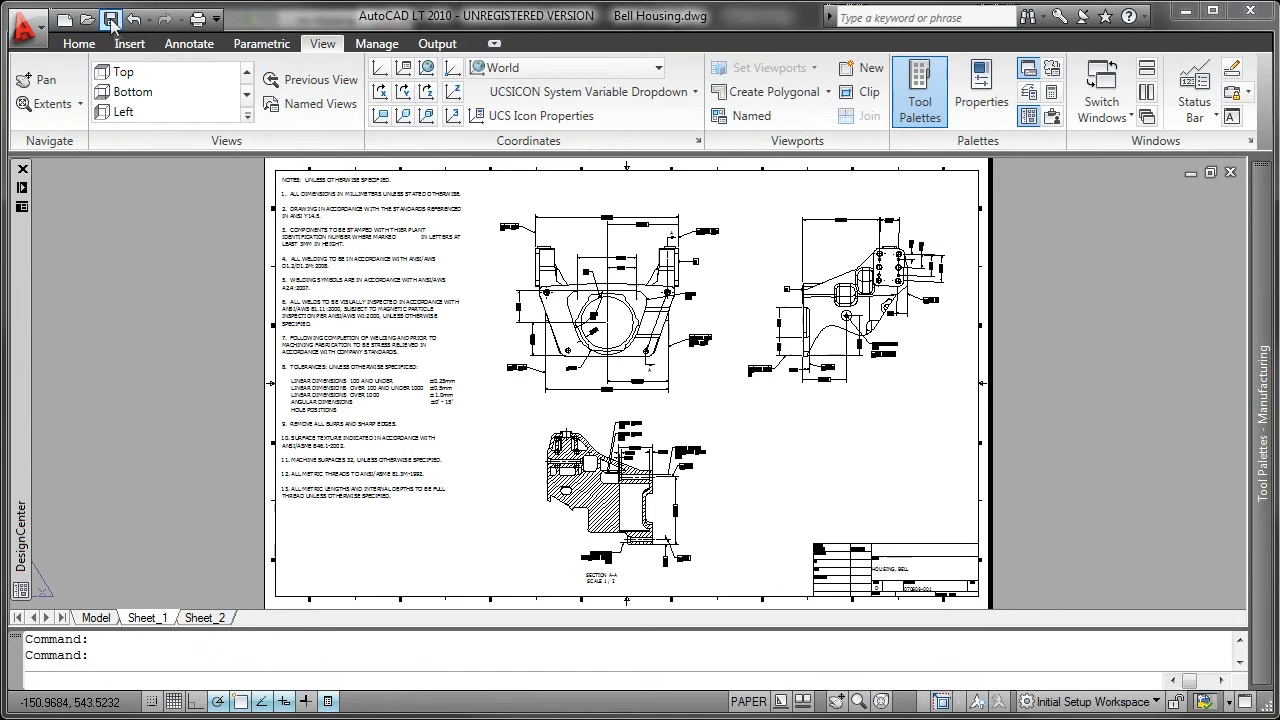 AutoCAD LT 2010 - UNREGISTERED VERSION Bell Housing.dwg
Type a keyword or phrase
Home Insert Annotate Parametric View Manage Output
Pan
Extents
Navigate
Top
Bottom
Left
Views
Previous View
Named Views
World
UCSICON System Variable Dropdown
UCS Icon Properties
Coordinates
Set Viewports
Create Polygonal
Named
New
Clip
Join
Viewports
Tool
Palettes
Properties
Palettes
Switch
Windows
Status
Bar
Windows
DesignCenter
NOTES: UNLESS OTHERWISE SPECIFIED.
1. ALL DIMENSIONS IN MILLIMETERS UNLESS STATED OTHERWISE.
2. DRAWING IN ACCORDANCE WITH THE STANDARDS REFERENCED
IN ANSI Y14.5.
3. COMPONENTS TO BE STAMPED WITH THIER PLANT
IDENTIFICATION NUMBER WHERE MARKED IN LETTERS AT
LEAST 3MM IN HEIGHT.
4. ALL WELDING TO BE IN ACCORDANCE WITH ANSI/AWS
D1.2/D1.2M: 2008.
5. WELDING SYMBOLS ARE IN ACCORDANCE WITH ANSI/AWS
A2.4:2007.
6. ALL WELDS TO BE VISUALLY INSPECTED IN ACCORDANCE WITH
ANSI/AWS B1.11:2000, SUBJECT TO MAGNETIC PARTICLE
INSPECTION PER ANSI/AWS WI:2000, UNLESS OTHERWISE
SPECIFIED.
7. FOLLOWING COMPLETION OF WELDING AND PRIOR TO
MACHINING FABRICATION TO BE STRESS RELIEVED IN
ACCORDANCE WITH COMPANY STANDARDS.
8. TOLERANCES: UNLESS OTHERWISE SPECIFICED:
LINEAR DIMENSIONS 100 AND UNDER ±0.25mm
LINEAR DIMENSIONS OVER 100 AND UNDER 1000 ±0.5mm
LINEAR DIMENSIONS OVER 1000 ±1.0mm
ANGULAR DIMENSIONS ±0° - 15'
HOLE POSITIONS
9. REMOVE ALL BURRS AND SHARP EDGES.
10. SURFACE TEXTURE INDICATED IN ACCORDANCE WITH
ANSI/ASME B46.1-2002.
11. MACHINE SURFACES 32, UNLESS OTHERWISE SPECIFIED.
12. ALL METRIC THREADS TO ANSI/ASME B1.3M-1992.
13. ALL METRIC LENGTHS AND INTERNAL DEPTHS TO BE FULL
THREAD UNLESS OTHERWISE SPECIFIED.
A
A
SECTION A-A
SCALE 1 / 2
HOUSING, BELL
D 070809-001
Tool Palettes - Manufacturing
Model Sheet_1 Sheet_2
Command:
Command:
-150.9684, 543.5232
PAPER
Initial Setup Workspace